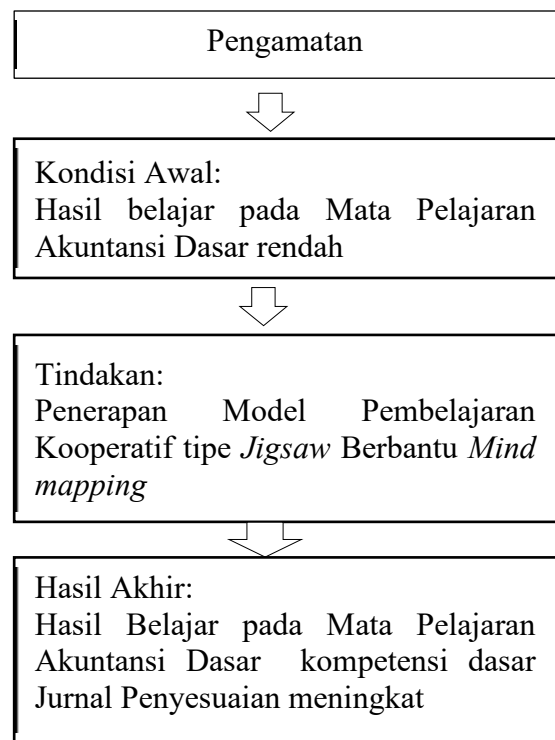 Pengamatan
Kondisi Awal:
Hasil belajar pada Mata Pelajaran
Akuntansi Dasar rendah
Tindakan:
Penerapan Model Pembelajaran
Kooperatif tipe Jigsaw Berbantu Mind
mapping
Hasil Akhir:
Hasil Belajar pada Mata Pelajaran
Akuntansi Dasar kompetensi dasar
Jurnal Penyesuaian meningkat